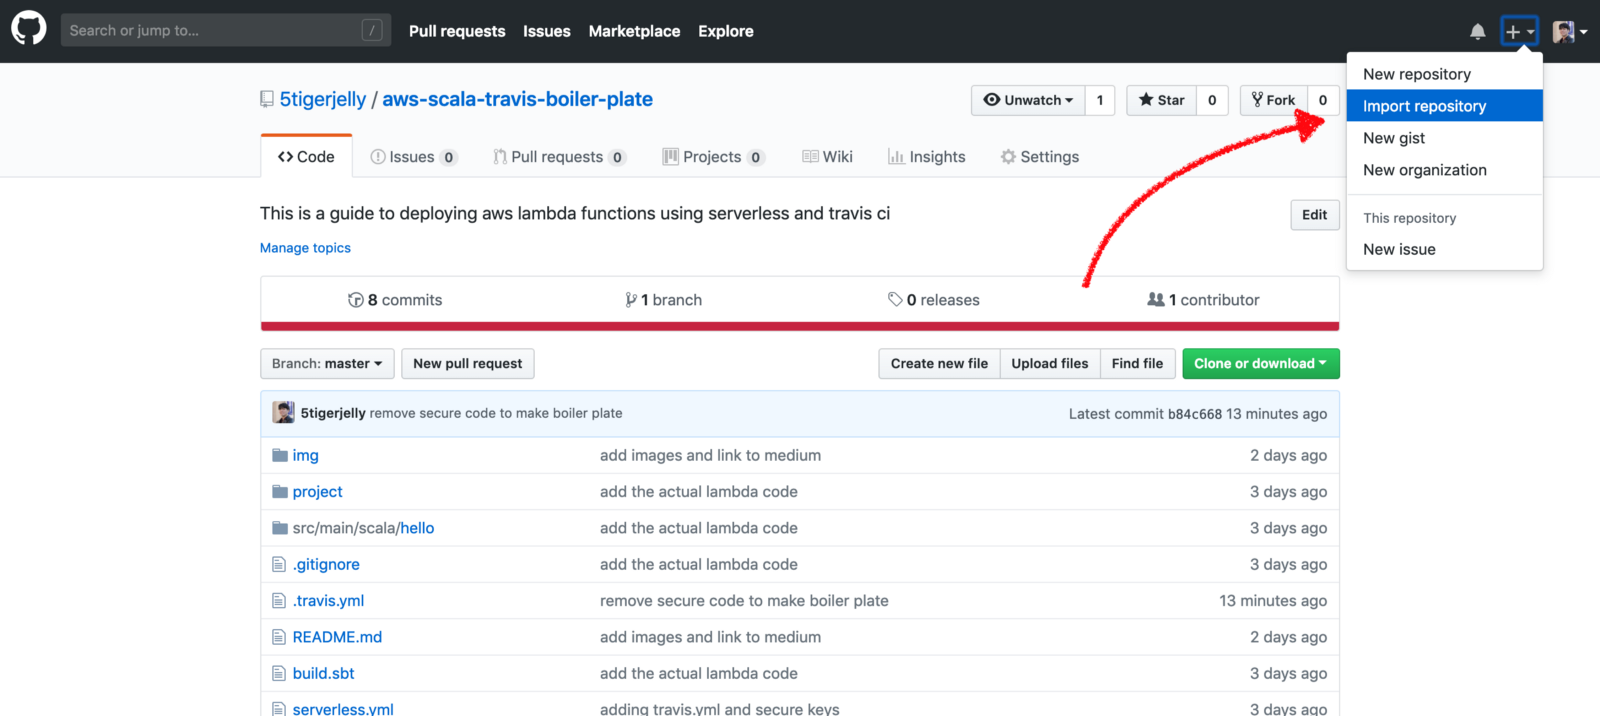 Search or jump to... / Pull requests Issues Marketplace Explore
New repository
Import repository
New gist
New organization
This repository
New issue
5tigerjelly / aws-scala-travis-boiler-plate
Unwatch 1 Star 0 Fork 0
Code Issues 0 Pull requests 0 Projects 0 Wiki Insights Settings
This is a guide to deploying aws lambda functions using serverless and travis ci Edit
Manage topics
8 commits 1 branch 0 releases 1 contributor
Branch: master New pull request Create new file Upload files Find file Clone or download
5tigerjelly remove secure code to make boiler plate Latest commit b84c668 13 minutes ago
img add images and link to medium 2 days ago
project add the actual lambda code 3 days ago
src/main/scala/hello add the actual lambda code 3 days ago
.gitignore add the actual lambda code 3 days ago
.travis.yml remove secure code to make boiler plate 13 minutes ago
README.md add images and link to medium 2 days ago
build.sbt add the actual lambda code 3 days ago
serverless.yml adding travis.yml and secure keys 3 days ago